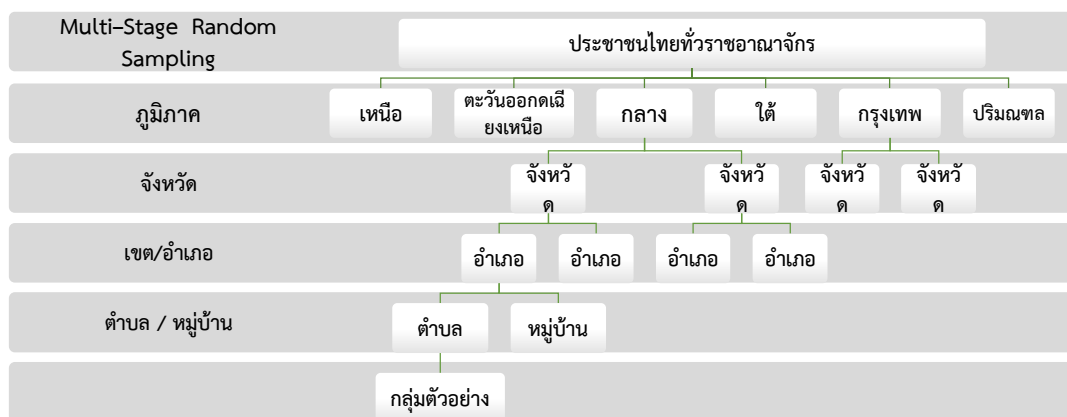 Multi-Stage Random
Sampling
ประชาชนไทยทั่วราชอาณาจักร
ภูมิภาค
เหนือ
ตะวันออกดเฉี
ยงเหนือ
กลาง
ใต้
กรุงเทพ
ปริมณฑล
จังหวัด
จังหวั
ด
จังหวั
ด
จังหวั
ด
จังหวั
ด
เขต/อำเภอ
อำเภอ
อำเภอ
อำเภอ
อำเภอ
ตำบล / หมู่บ้าน
ตำบล
หมู่บ้าน
กลุ่มตัวอย่าง